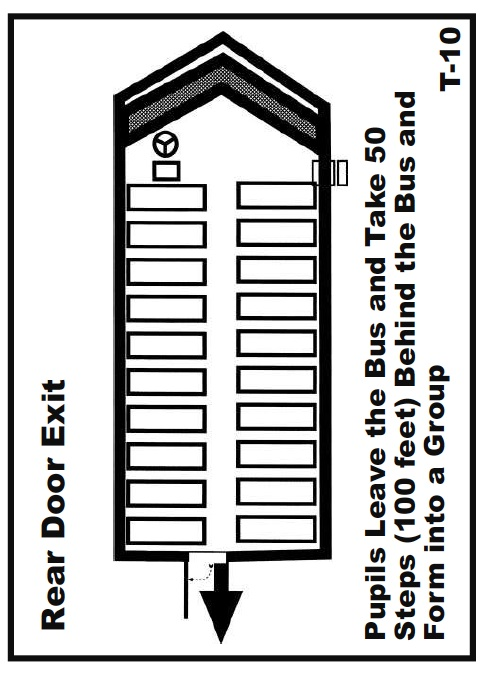 Rear Door Exit
Pupils Leave the Bus and Take 50
Steps (100 feet) Behind the Bus and
Form into a Group
T-10